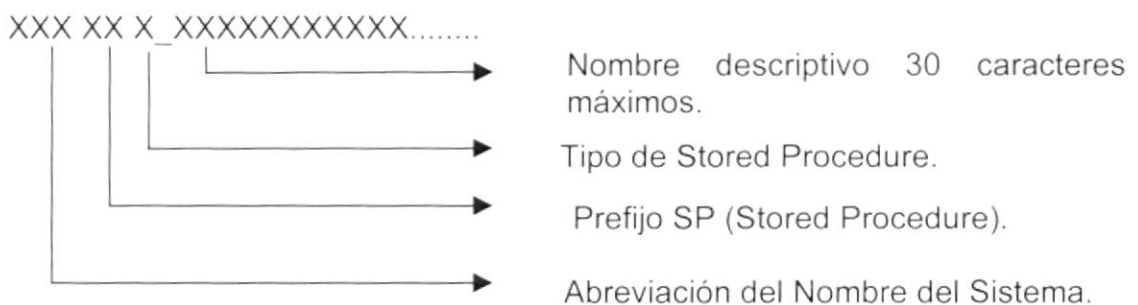 XXX XX X_XXXXXXXXXXXX........
Nombre descriptivo 30 caracteres
máximos.
Tipo de Stored Procedure.
Prefijo SP (Stored Procedure).
Abreviación del Nombre del Sistema.